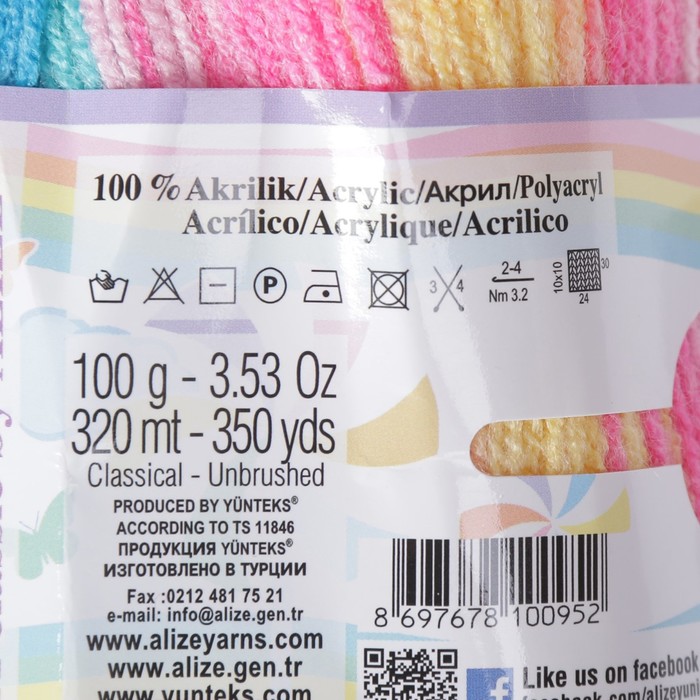 100 % Akrilik/Acrylic/Акрил/Polyacryl
Acrílico/Acrylique/Acrilico
P
3 4
2-4
Nm 3.2
10x10
30
24
100 g - 3.53 Oz
320 mt - 350 yds
Classical - Unbrushed
PRODUCED BY YÜNTEKS®
ACCORDING TO TS 11846
ПРОДУКЦИЯ YÜNTEKS®
ИЗГОТОВЛЕНО В ТУРЦИИ
Fax :0212 481 75 21
e-mail: info@alize.gen.tr
www.alizeyarns.com
www.alize.gen.tr
www.yunteks.com
8 697678 100952
Like us on facebook